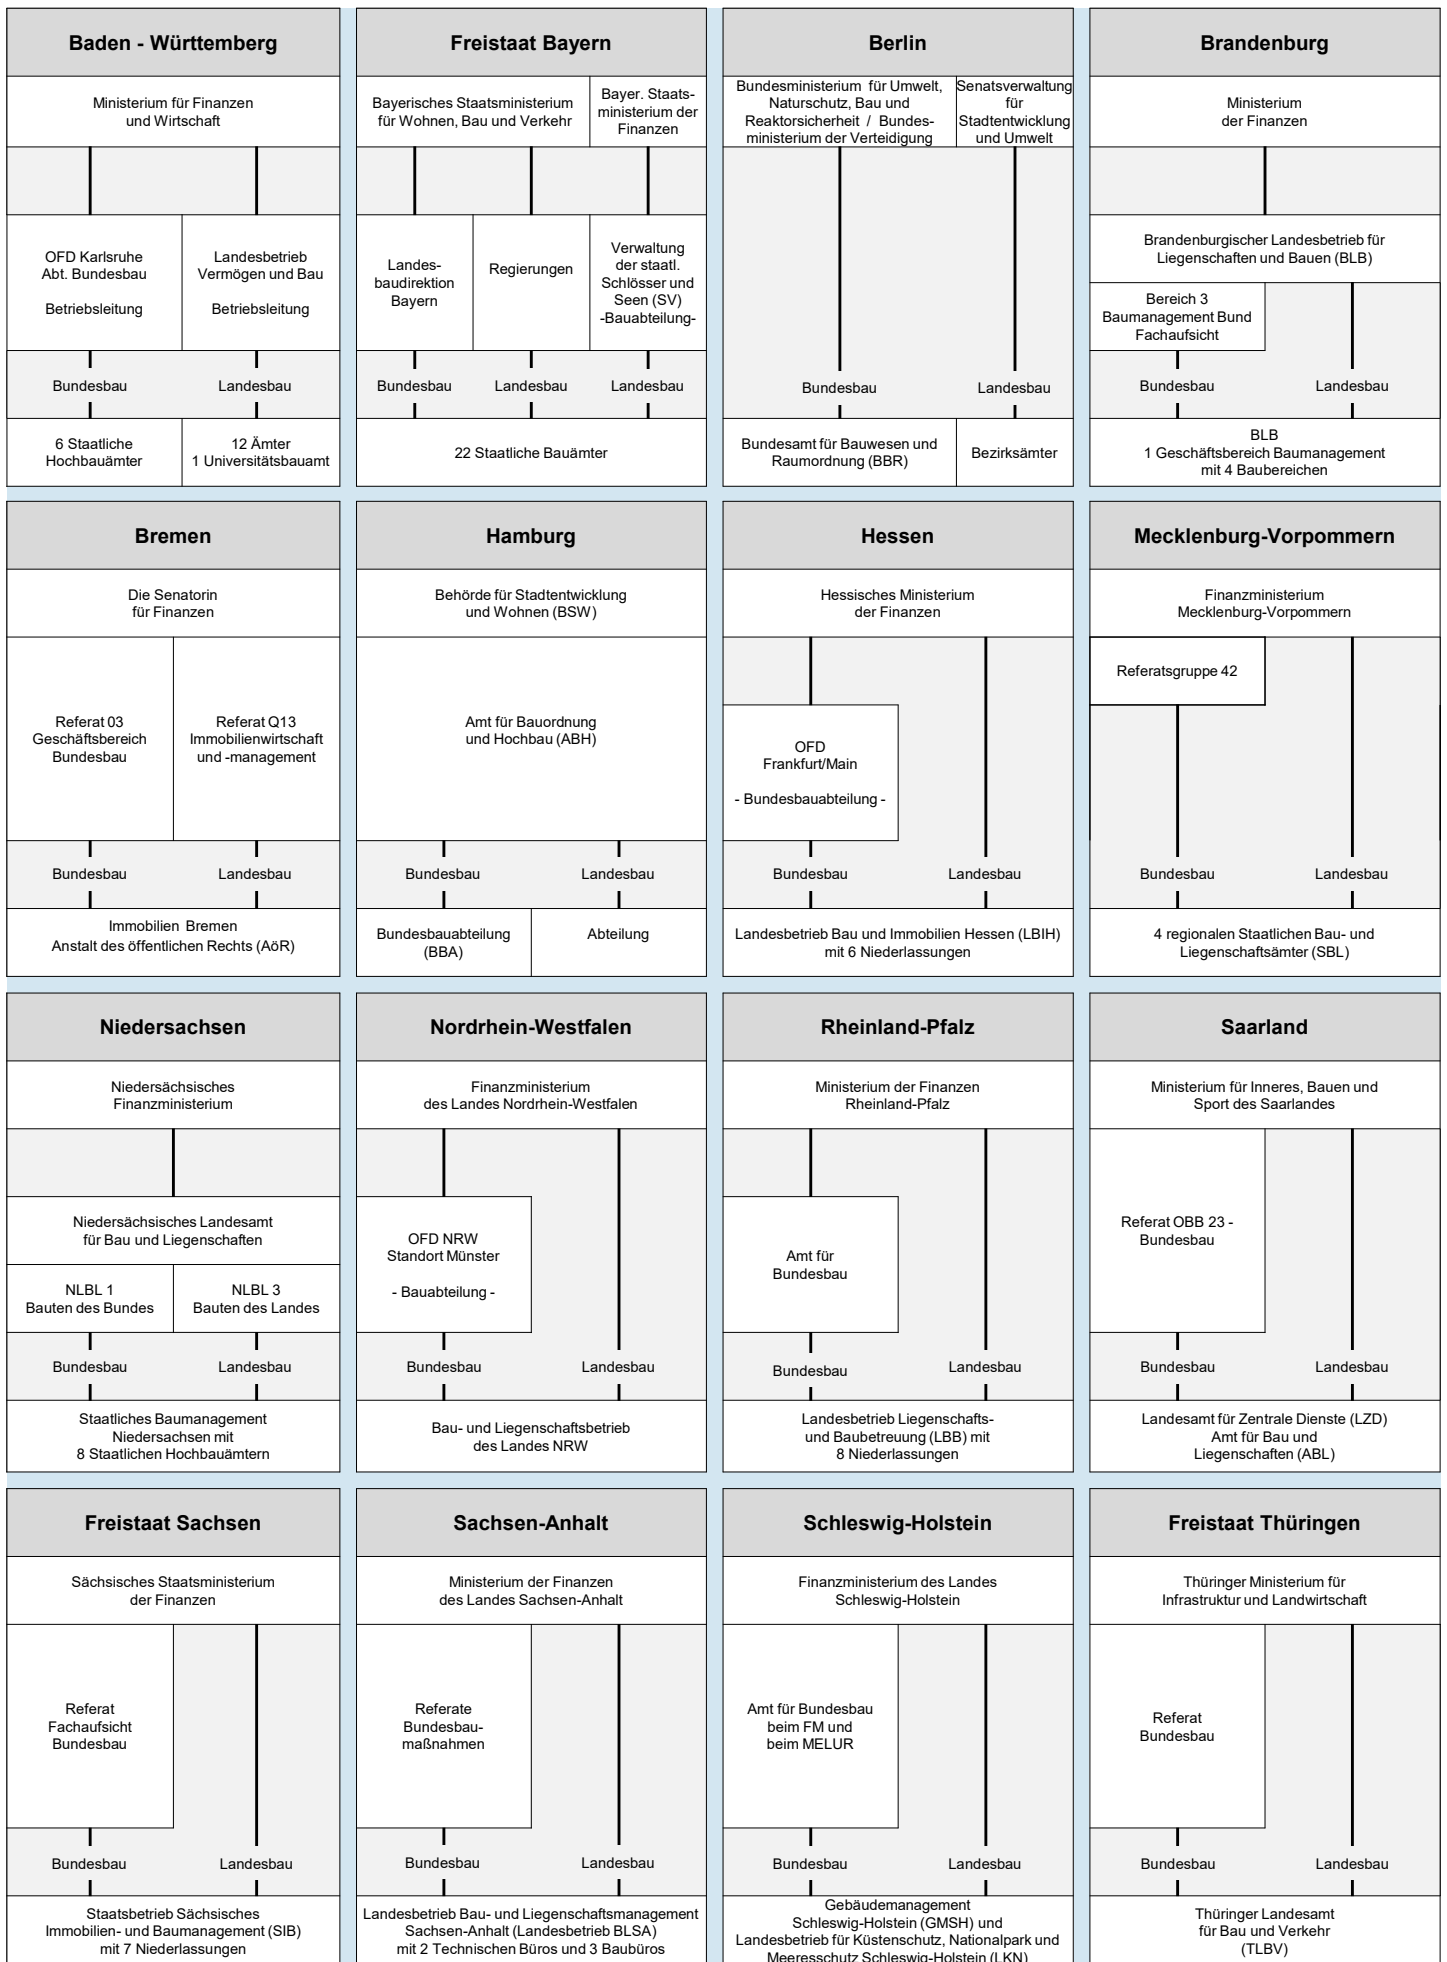 Baden - Württemberg
Ministerium für Finanzen
und Wirtschaft
OFD Karlsruhe
Abt. Bundesbau
Betriebsleitung
Landesbetrieb
Vermögen und Bau
Betriebsleitung
Bundesbau
Landesbau
6 Staatliche
Hochbauämter
12 Ämter
1 Universitätsbauamt
Freistaat Bayern
Bayerisches Staatsministerium
für Wohnen, Bau und Verkehr
Bayer. Staats-
ministerium der
Finanzen
Landes-
baudirektion
Bayern
Regierungen
Verwaltung
der staatl.
Schlösser und
Seen (SV)
-Bauabteilung-
Bundesbau
Landesbau
Landesbau
22 Staatliche Bauämter
Berlin
Bundesministerium für Umwelt,
Naturschutz, Bau und
Reaktorsicherheit / Bundes-
ministerium der Verteidigung
Senatsverwaltung
für
Stadtentwicklung
und Umwelt
Bundesbau
Landesbau
Bundesamt für Bauwesen und
Raumordnung (BBR)
Bezirksämter
Brandenburg
Ministerium
der Finanzen
Brandenburgischer Landesbetrieb für
Liegenschaften und Bauen (BLB)
Bereich 3
Baumanagement Bund
Fachaufsicht
Bundesbau
Landesbau
BLB
1 Geschäftsbereich Baumanagement
mit 4 Baubereichen
Bremen
Die Senatorin
für Finanzen
Referat 03
Geschäftsbereich
Bundesbau
Referat Q13
Immobilienwirtschaft
und -management
Bundesbau
Landesbau
Immobilien Bremen
Anstalt des öffentlichen Rechts (AöR)
Hamburg
Behörde für Stadtentwicklung
und Wohnen (BSW)
Amt für Bauordnung
und Hochbau (ABH)
Bundesbau
Landesbau
Bundesbauabteilung
(BBA)
Abteilung
Hessen
Hessisches Ministerium
der Finanzen
OFD
Frankfurt/Main
- Bundesbauabteilung -
Bundesbau
Landesbau
Landesbetrieb Bau und Immobilien Hessen (LBIH)
mit 6 Niederlassungen
Mecklenburg-Vorpommern
Finanzministerium
Mecklenburg-Vorpommern
Referatsgruppe 42
Bundesbau
Landesbau
4 regionalen Staatlichen Bau- und
Liegenschaftsämter (SBL)
Niedersachsen
Niedersächsisches
Finanzministerium
Niedersächsisches Landesamt
für Bau und Liegenschaften
NLBL 1
Bauten des Bundes
NLBL 3
Bauten des Landes
Bundesbau
Landesbau
Staatliches Baumanagement
Niedersachsen mit
8 Staatlichen Hochbauämtern
Nordrhein-Westfalen
Finanzministerium
des Landes Nordrhein-Westfalen
OFD NRW
Standort Münster
- Bauabteilung -
Bundesbau
Landesbau
Bau- und Liegenschaftsbetrieb
des Landes NRW
Rheinland-Pfalz
Ministerium der Finanzen
Rheinland-Pfalz
Amt für
Bundesbau
Bundesbau
Landesbau
Landesbetrieb Liegenschafts-
und Baubetreuung (LBB) mit
8 Niederlassungen
Saarland
Ministerium für Inneres, Bauen und
Sport des Saarlandes
Referat OBB 23 -
Bundesbau
Bundesbau
Landesbau
Landesamt für Zentrale Dienste (LZD)
Amt für Bau und
Liegenschaften (ABL)
Freistaat Sachsen
Sächsisches Staatsministerium
der Finanzen
Referat
Fachaufsicht
Bundesbau
Bundesbau
Landesbau
Staatsbetrieb Sächsisches
Immobilien- und Baumanagement (SIB)
mit 7 Niederlassungen
Sachsen-Anhalt
Ministerium der Finanzen
des Landes Sachsen-Anhalt
Referate
Bundesbau-
maßnahmen
Bundesbau
Landesbau
Landesbetrieb Bau- und Liegenschaftsmanagement
Sachsen-Anhalt (Landesbetrieb BLSA)
mit 2 Technischen Büros und 3 Baubüros
Schleswig-Holstein
Finanzministerium des Landes
Schleswig-Holstein
Amt für Bundesbau
beim FM und
beim MELUR
Bundesbau
Landesbau
Gebäudemanagement
Schleswig-Holstein (GMSH) und
Landesbetrieb für Küstenschutz, Nationalpark und
Meeresschutz Schleswig-Holstein (LKN)
Freistaat Thüringen
Thüringer Ministerium für
Infrastruktur und Landwirtschaft
Referat
Bundesbau
Bundesbau
Landesbau
Thüringer Landesamt
für Bau und Verkehr
(TLBV)